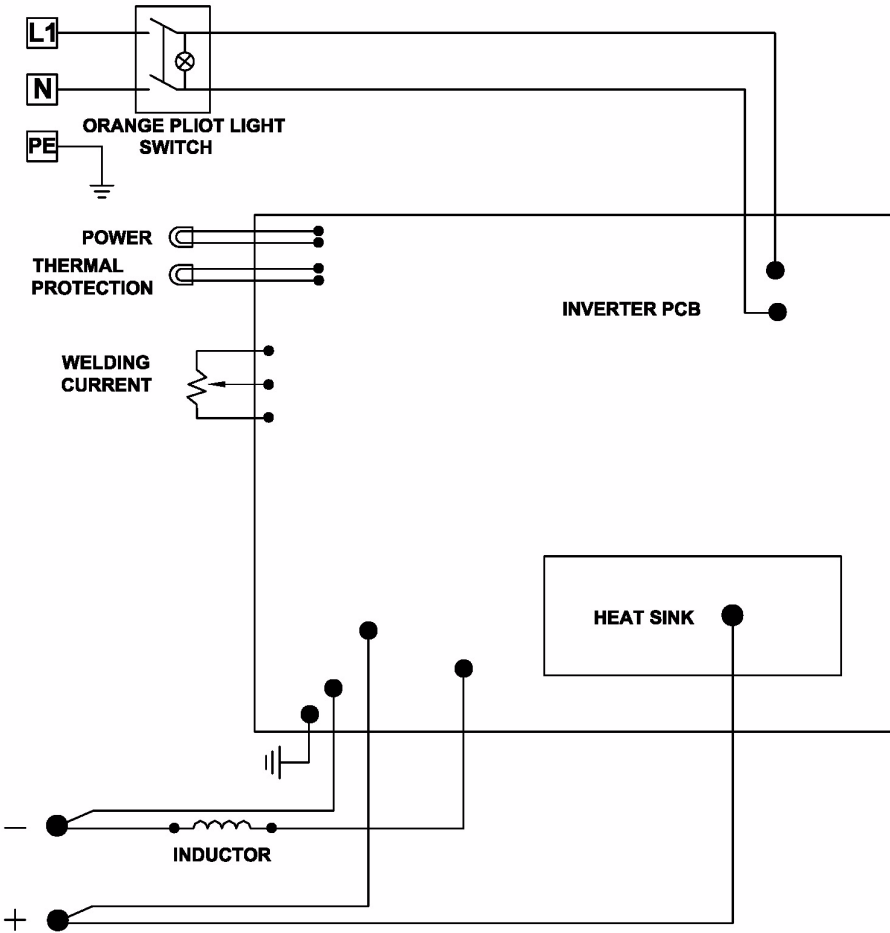 L1
N
ORANGE PLIOT LIGHT
SWITCH
PE
POWER
THERMAL
PROTECTION
INVERTER PCB
WELDING
CURRENT
HEAT SINK
−
INDUCTOR
+